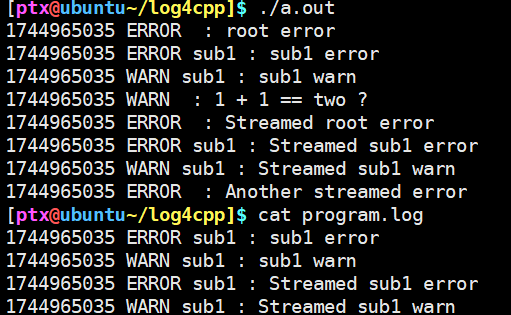 [ptx@ubuntu~/log4cpp]$ ./a.out
1744965035 ERROR  : root error
1744965035 ERROR sub1 : sub1 error
1744965035 WARN sub1 : sub1 warn
1744965035 WARN  : 1 + 1 == two ?
1744965035 ERROR  : Streamed root error
1744965035 ERROR sub1 : Streamed sub1 error
1744965035 WARN sub1 : Streamed sub1 warn
1744965035 ERROR  : Another streamed error
[ptx@ubuntu~/log4cpp]$ cat program.log
1744965035 ERROR sub1 : sub1 error
1744965035 WARN sub1 : sub1 warn
1744965035 ERROR sub1 : Streamed sub1 error
1744965035 WARN sub1 : Streamed sub1 warn